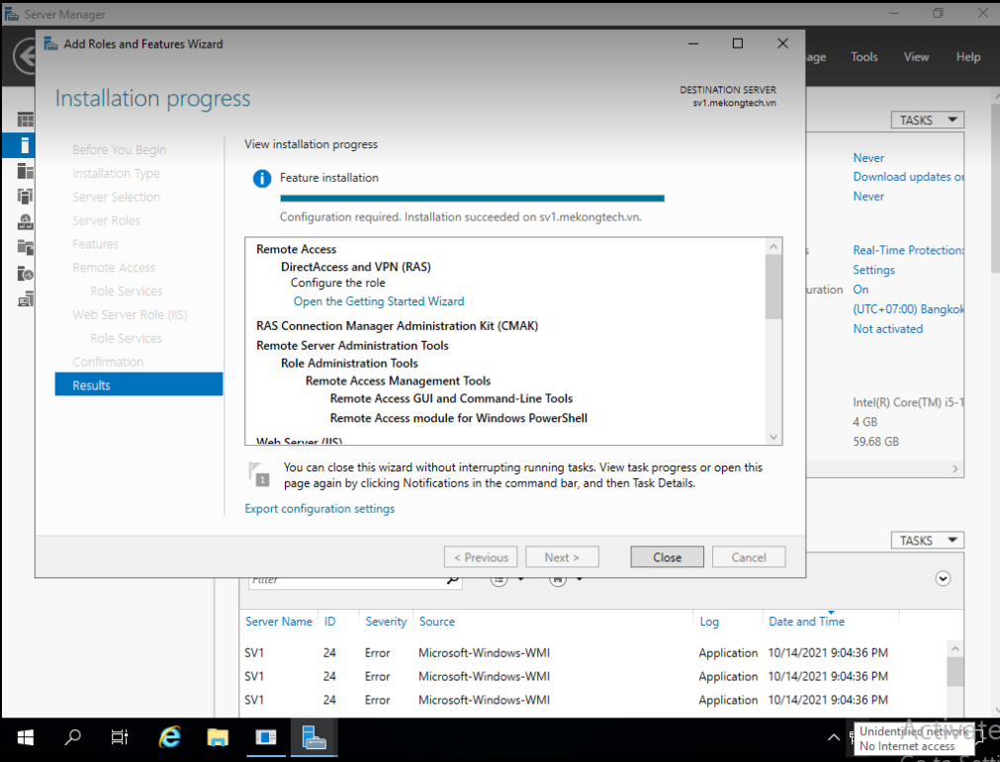 Server Manager
Add Roles and Features Wizard
age Tools View Help
Installation progress
DESTINATION SERVER
sv1.mekongtech.vn
TASKS
Before You Begin
Installation Type
Server Selection
Server Roles
Features
Remote Access
Role Services
Web Server Role (IIS)
Role Services
Confirmation
Results
View installation progress
Feature installation
Configuration required. Installation succeeded on sv1.mekongtech.vn.
Remote Access
DirectAccess and VPN (RAS)
Configure the role
Open the Getting Started Wizard
RAS Connection Manager Administration Kit (CMAK)
Remote Server Administration Tools
Role Administration Tools
Remote Access Management Tools
Remote Access GUI and Command-Line Tools
Remote Access module for Windows PowerShell
Web Server (IIS)
1
You can close this wizard without interrupting running tasks. View task progress or open this
page again by clicking Notifications in the command bar, and then Task Details.
Export configuration settings
< Previous
Next >
Close
Cancel
Never
Download updates or
Never
s Real-Time Protection:
Settings
uration On
(UTC+07:00) Bangkok
Not activated
Intel(R) Core(TM) i5-1
4 GB
59.68 GB
TASKS
Filter
Server Name ID Severity Source Log Date and Time
SV1 24 Error Microsoft-Windows-WMI Application 10/14/2021 9:04:36 PM
SV1 24 Error Microsoft-Windows-WMI Application 10/14/2021 9:04:36 PM
SV1 24 Error Microsoft-Windows-WMI Application 10/14/2021 9:04:36 PM
Activate
Unidentified network
No Internet access
Go to Setti